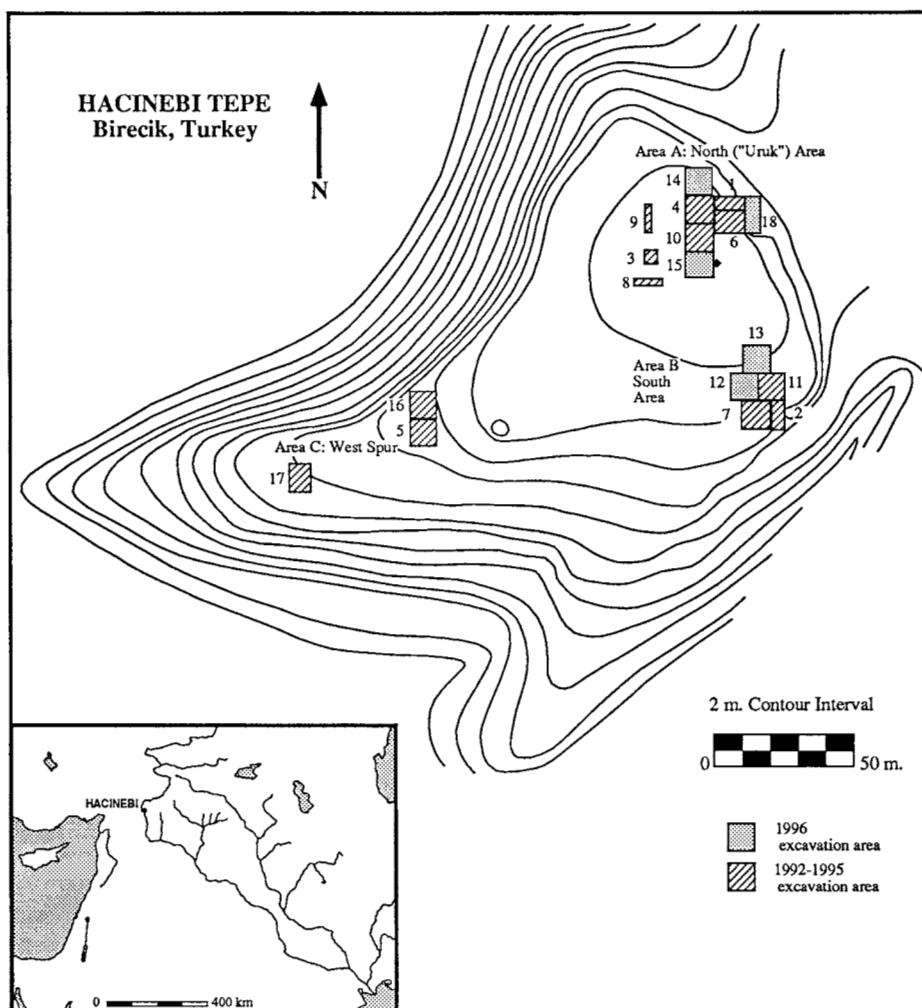 HACINEBI TEPE
Birecik, Turkey
N
Area A: North ("Uruk") Area
14
1
4
9
18
10
6
3
15
8
13
Area B
South
Area
12
11
7
2
16
5
Area C: West Spur
17
2 m. Contour Interval
0
50 m.
1996
excavation area
1992-1995
excavation area
HACINEBI
0
400 km